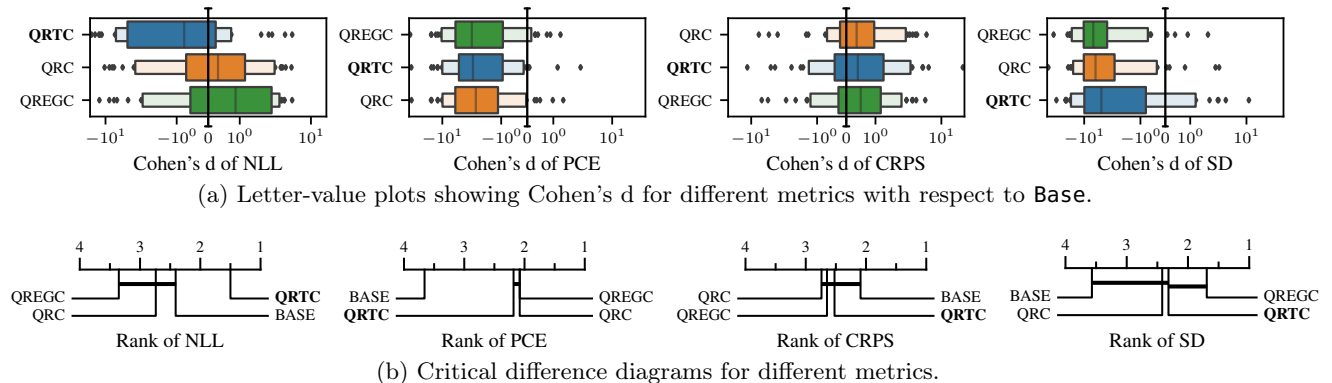 QRTC
QRC
QREGC
−10¹ −10⁰ 0 10⁰ 10¹
Cohen's d of NLL
QREGC
QRTC
QRC
−10¹ −10⁰ 0 10⁰ 10¹
Cohen's d of PCE
QRC
QRTC
QREGC
−10¹ −10⁰ 0 10⁰ 10¹
Cohen's d of CRPS
QREGC
QRC
QRTC
−10¹ −10⁰ 0 10⁰ 10¹
Cohen's d of SD
(a) Letter-value plots showing Cohen's d for different metrics with respect to Base.
4 3 2 1
QREGC QRTC
QRC BASE
Rank of NLL
4 3 2 1
BASE QREGC
QRTC QRC
Rank of PCE
4 3 2 1
QRC BASE
QREGC QRTC
Rank of CRPS
4 3 2 1
BASE QREGC
QRC QRTC
Rank of SD
(b) Critical difference diagrams for different metrics.